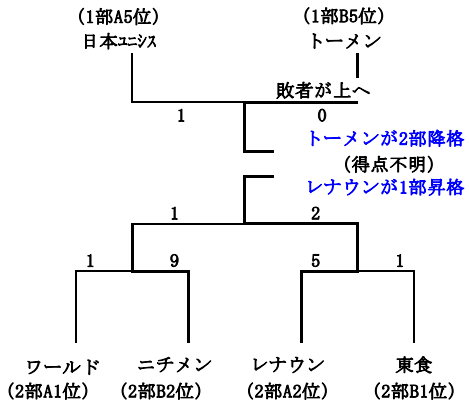 (1部A5位) (1部B5位)
日本ﾕﾆｼｽ トーメン
敗者が上へ
1 0
トーメンが2部降格
(得点不明)
レナウンが1部昇格
1 2
1 9 5 1
ワールド ニチメン レナウン 東食
(2部A1位) (2部B2位) (2部A2位) (2部B1位)